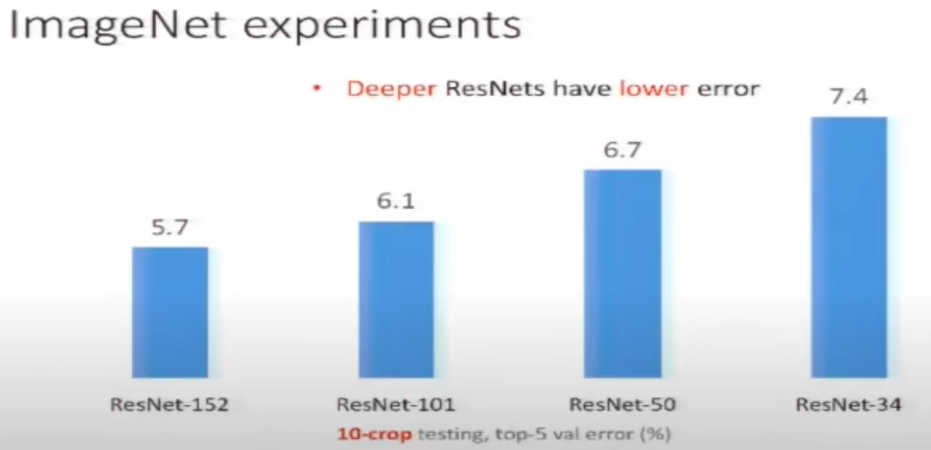 ImageNet experiments
• Deeper ResNets have lower error
7.4
6.7
6.1
5.7
ResNet-152 ResNet-101 ResNet-50 ResNet-34
10-crop testing, top-5 val error (%)